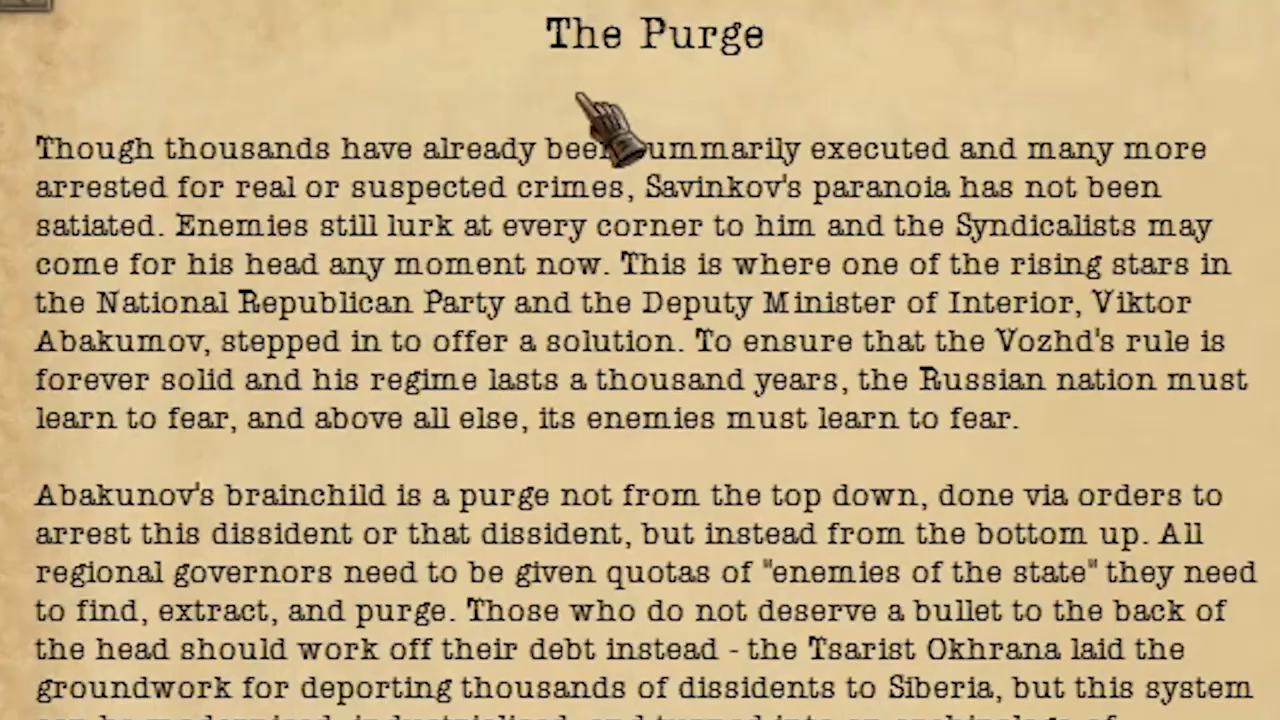 The Purge
Though thousands have already been summarily executed and many more
arrested for real or suspected crimes, Savinkov's paranoia has not been
satiated. Enemies still lurk at every corner to him and the Syndicalists may
come for his head any moment now. This is where one of the rising stars in
the National Republican Party and the Deputy Minister of Interior, Viktor
Abakumov, stepped in to offer a solution. To ensure that the Vozhd's rule is
forever solid and his regime lasts a thousand years, the Russian nation must
learn to fear, and above all else, its enemies must learn to fear.
Abakunov's brainchild is a purge not from the top down, done via orders to
arrest this dissident or that dissident, but instead from the bottom up. All
regional governors need to be given quotas of "enemies of the state" they need
to find, extract, and purge. Those who do not deserve a bullet to the back of
the head should work off their debt instead - the Tsarist Okhrana laid the
groundwork for deporting thousands of dissidents to Siberia, but this system